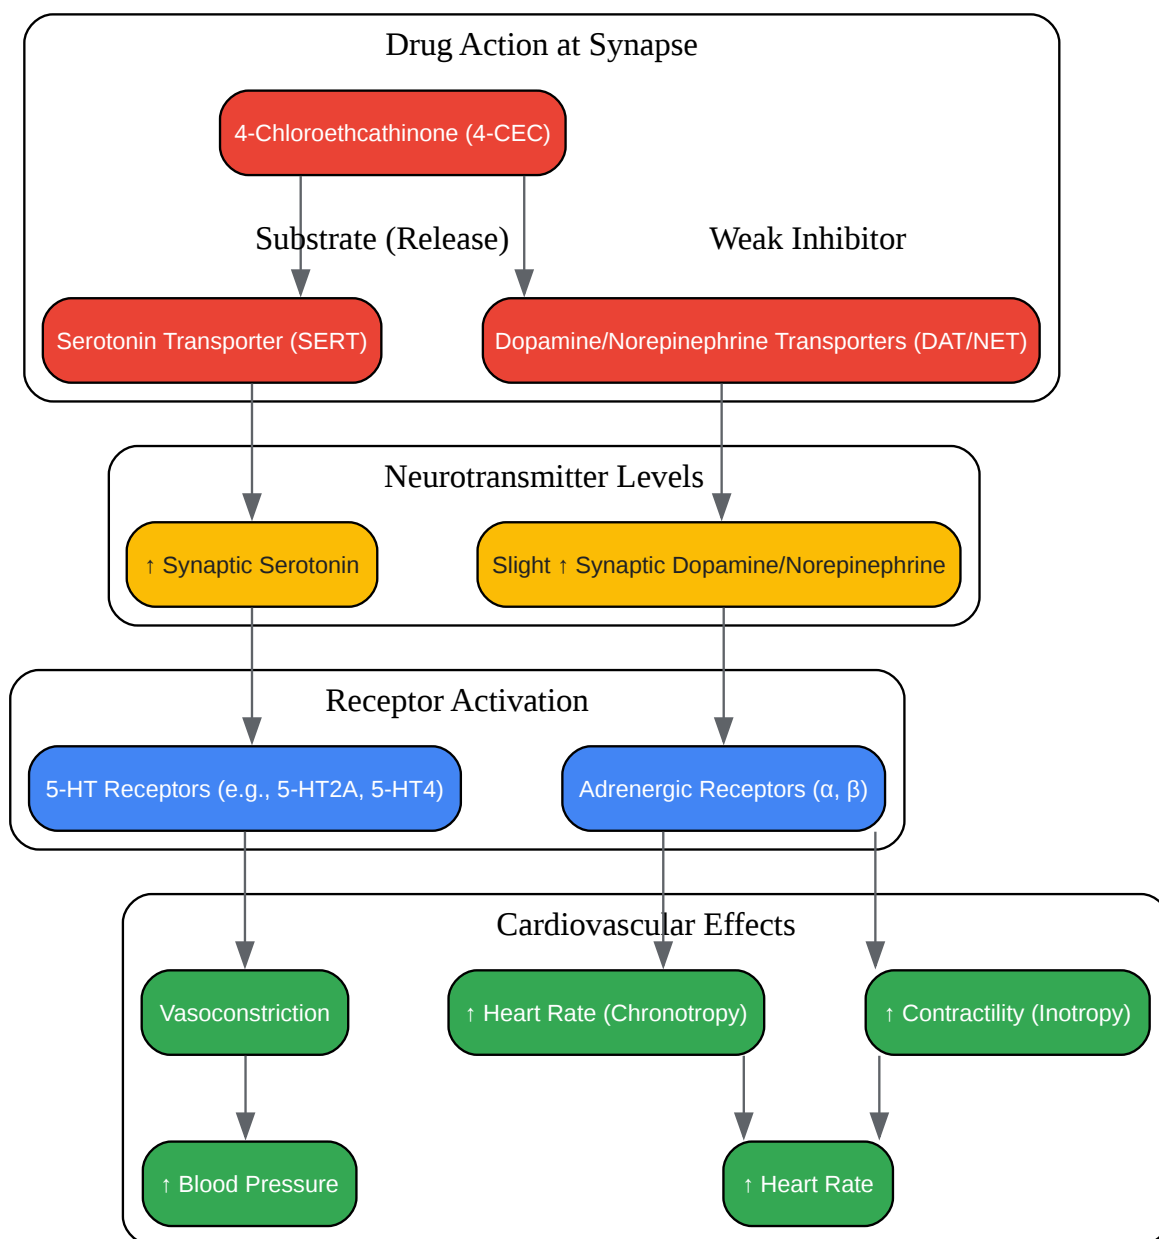 Drug Action at Synapse
4-Chloroethcathinone (4-CEC)
Substrate (Release)
Weak Inhibitor
Serotonin Transporter (SERT)
Dopamine/Norepinephrine Transporters (DAT/NET)
Neurotransmitter Levels
↑ Synaptic Serotonin
Slight ↑ Synaptic Dopamine/Norepinephrine
Receptor Activation
5-HT Receptors (e.g., 5-HT2A, 5-HT4)
Adrenergic Receptors (α, β)
Cardiovascular Effects
Vasoconstriction
↑ Heart Rate (Chronotropy)
↑ Contractility (Inotropy)
↑ Blood Pressure
↑ Heart Rate